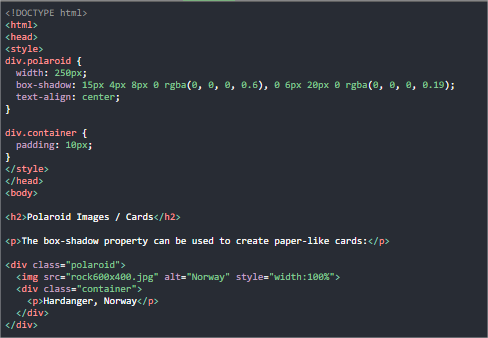 <!DOCTYPE html>
<html>
<head>
<style>
div.polaroid {
  width: 250px;
  box-shadow: 15px 4px 8px 0 rgba(0, 0, 0, 0.6), 0 6px 20px 0 rgba(0, 0, 0, 0.19);
  text-align: center;
}

div.container {
  padding: 10px;
}
</style>
</head>
<body>

<h2>Polaroid Images / Cards</h2>

<p>The box-shadow property can be used to create paper-like cards:</p>

<div class="polaroid">
  <img src="rock600x400.jpg" alt="Norway" style="width:100%">
  <div class="container">
    <p>Hardanger, Norway</p>
  </div>
</div>